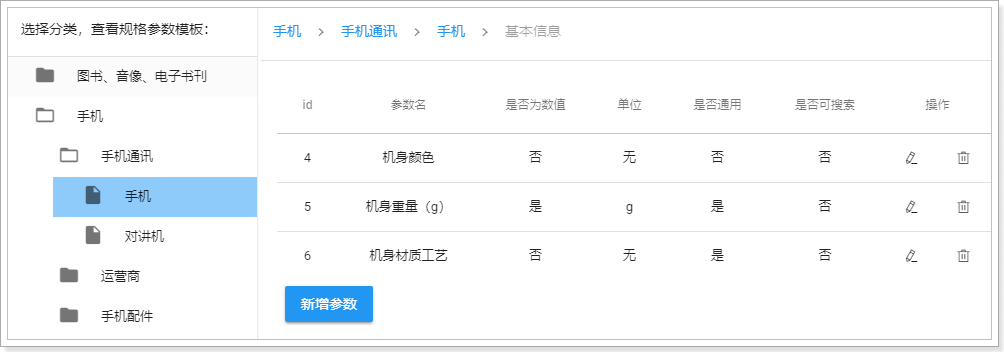 选择分类，查看规格参数模板：
图书、音像、电子书刊
手机
手机通讯
手机
对讲机
运营商
手机配件
手机 > 手机通讯 > 手机 > 基本信息
id 参数名 是否为数值 单位 是否通用 是否可搜索 操作
4 机身颜色 否 无 否 否
5 机身重量（g） 是 g 是 否
6 机身材质工艺 否 无 是 否
新增参数